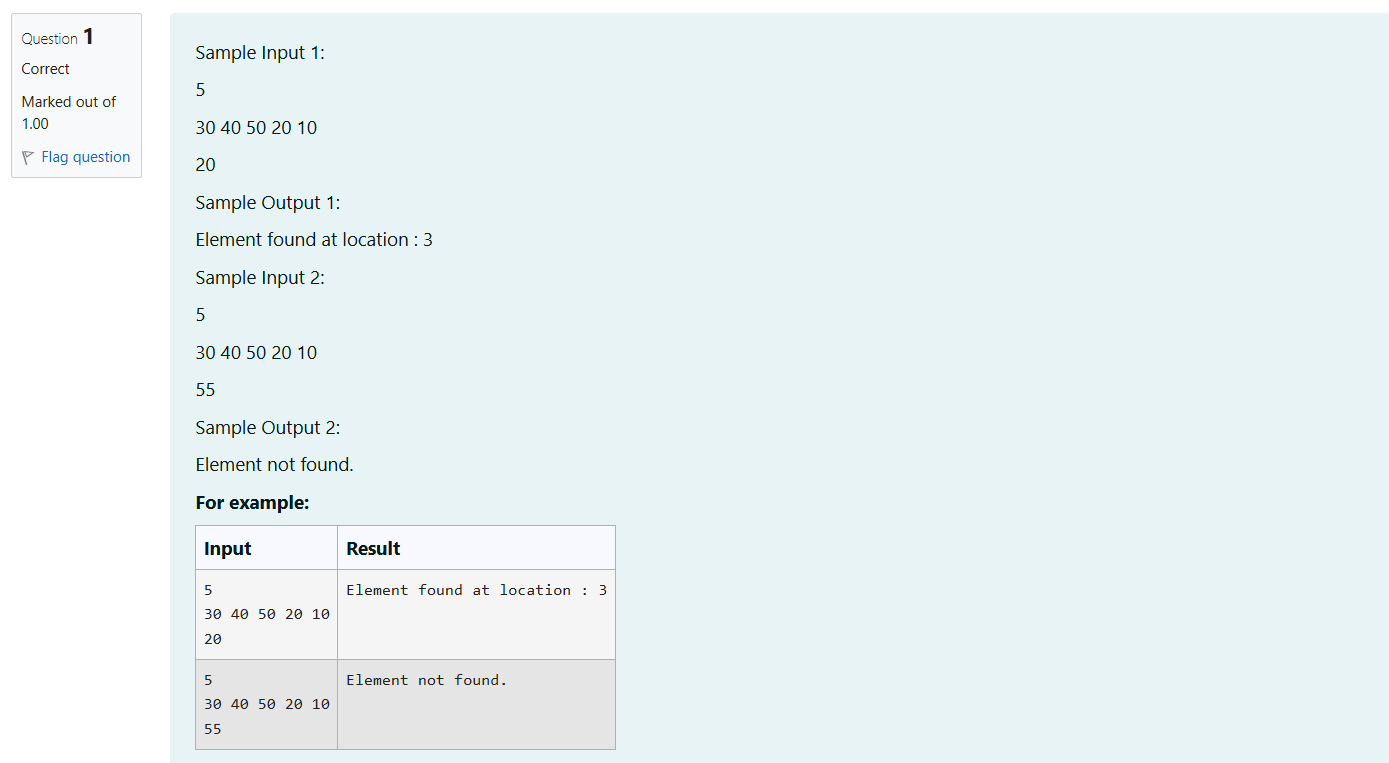 Question 1
Correct
Marked out of
1.00
Flag question
Sample Input 1:
5
30 40 50 20 10
20
Sample Output 1:
Element found at location : 3
Sample Input 2:
5
30 40 50 20 10
55
Sample Output 2:
Element not found.
For example:
Input Result
5 Element found at location : 3
30 40 50 20 10
20
5 Element not found.
30 40 50 20 10
55